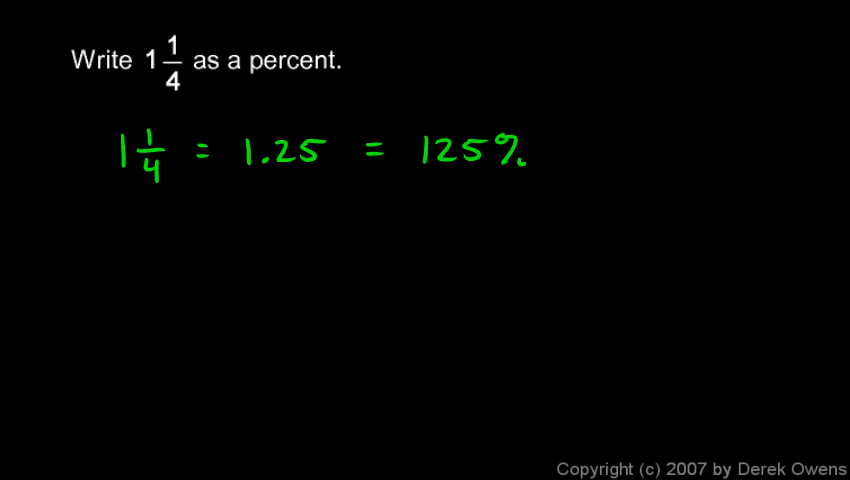 Write 1 1/4 as a percent.
1 1/4 = 1.25 = 125%
Copyright (c) 2007 by Derek Owens